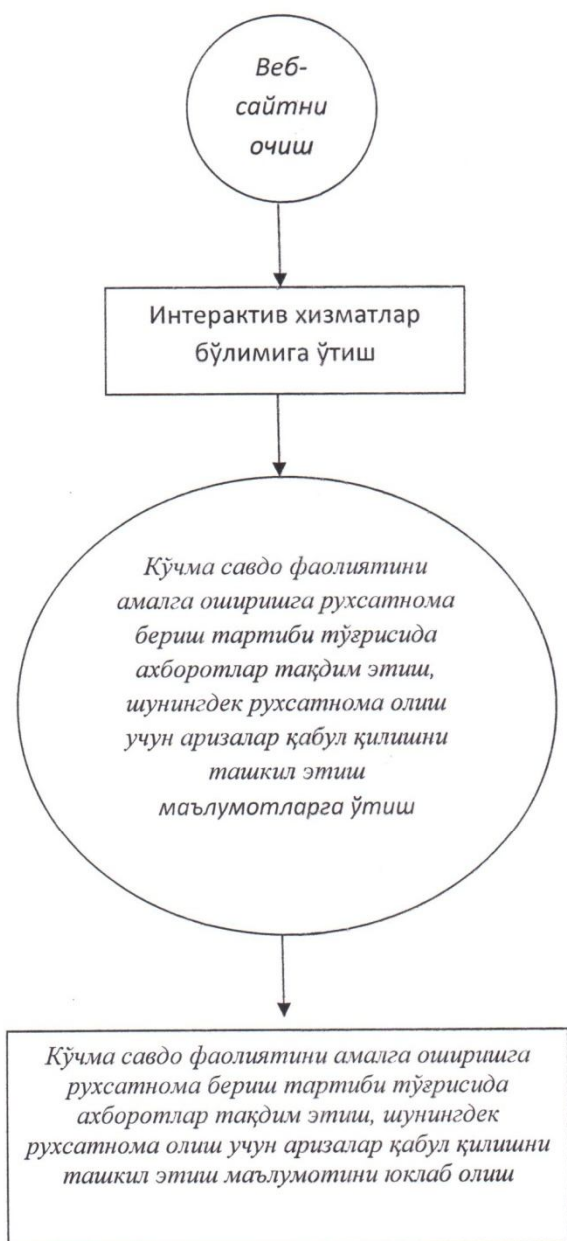 Веб-
сайтни
очиш
Интерактив хизматлар
бўлимига ўтиш
Кўчма савдо фаолиятини
амалга оширишга рухсатнома
бериш тартиби тўғрисида
ахборотлар тақдим этиш,
шунингдек рухсатнома олиш
учун аризалар қабул қилишни
ташкил этиш
маълумотларга ўтиш
Кўчма савдо фаолиятини амалга оширишга
рухсатнома бериш тартиби тўғрисида
ахборотлар тақдим этиш, шунингдек
рухсатнома олиш учун аризалар қабул қилишни
ташкил этиш маълумотини юклаб олиш